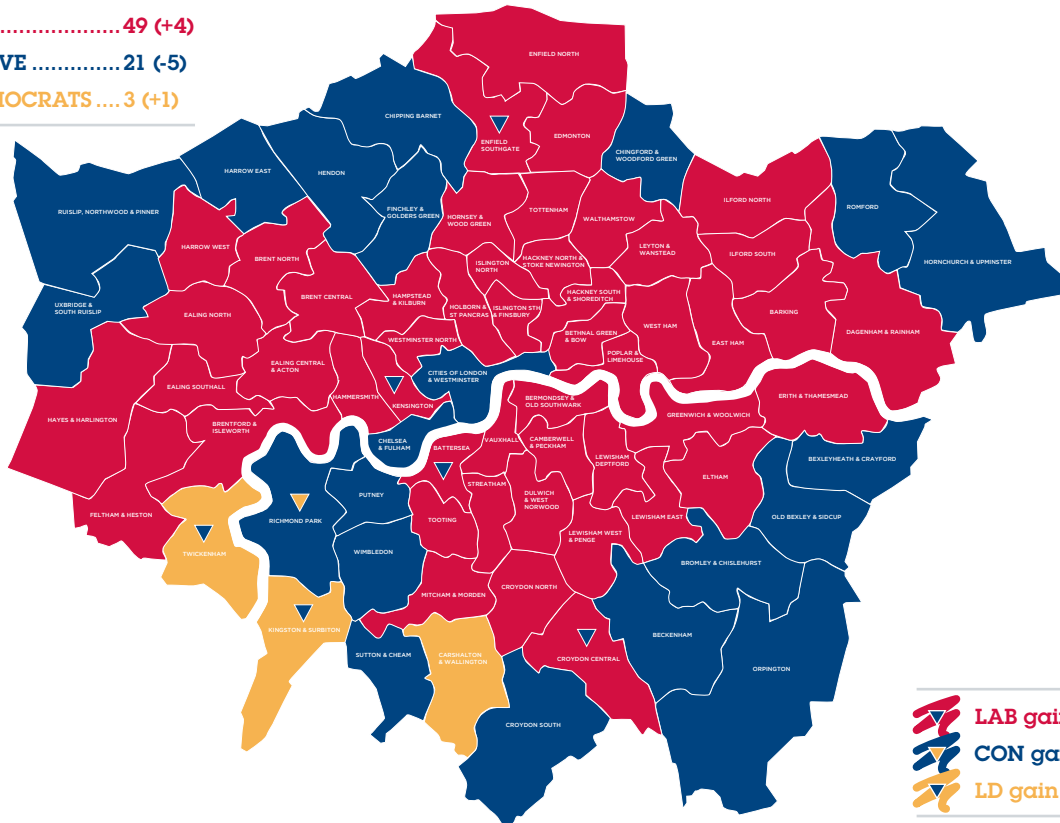 .................... 49 (+4)
VE .............. 21 (-5)
OCRATS .... 3 (+1)
ENFIELD NORTH
CHIPPING BARNET
ENFIELD
SOUTHGATE
EDMONTON
CHINGFORD &
WOODFORD GREEN
HARROW EAST
HENDON
RUISLIP, NORTHWOOD & PINNER
FINCHLEY &
GOLDERS GREEN
HORNSEY &
WOOD GREEN
TOTTENHAM
WALTHAMSTOW
ILFORD NORTH
ROMFORD
HARROW WEST
BRENT NORTH
ISLINGTON
NORTH
HACKNEY NORTH &
STOKE NEWINGTON
LEYTON &
WANSTEAD
ILFORD SOUTH
HORNCHURCH & UPMINSTER
UXBRIDGE &
SOUTH RUISLIP
EALING NORTH
BRENT CENTRAL
HAMPSTEAD
& KILBURN
HOLBORN &
ST PANCRAS
ISLINGTON STH
& FINSBURY
HACKNEY SOUTH
& SHOREDITCH
WEST HAM
BARKING
DAGENHAM & RAINHAM
WESTMINSTER NORTH
BETHNAL GREEN
& BOW
POPLAR &
LIMEHOUSE
EAST HAM
EALING CENTRAL
& ACTON
CITIES OF LONDON
& WESTMINSTER
EALING SOUTHALL
HAMMERSMITH
KENSINGTON
BERMONDSEY &
OLD SOUTHWARK
GREENWICH & WOOLWICH
ERITH & THAMESMEAD
HAYES & HARLINGTON
BRENTFORD &
ISLEWORTH
CHELSEA
& FULHAM
BATTERSEA
VAUXHALL
CAMBERWELL
& PECKHAM
LEWISHAM
DEPTFORD
BEXLEYHEATH & CRAYFORD
ELTHAM
PUTNEY
STREATHAM
DULWICH
& WEST
NORWOOD
FELTHAM & HESTON
RICHMOND PARK
TOOTING
LEWISHAM EAST
OLD BEXLEY & SIDCUP
LEWISHAM WEST
& PENGE
TWICKENHAM
WIMBLEDON
BROMLEY & CHISLEHURST
MITCHAM & MORDEN
CROYDON NORTH
KINGSTON & SURBITON
BECKENHAM
SUTTON & CHEAM
CARSHALTON
& WALLINGTON
CROYDON CENTRAL
ORPINGTON
CROYDON SOUTH
LAB gai
CON ga
LD gain